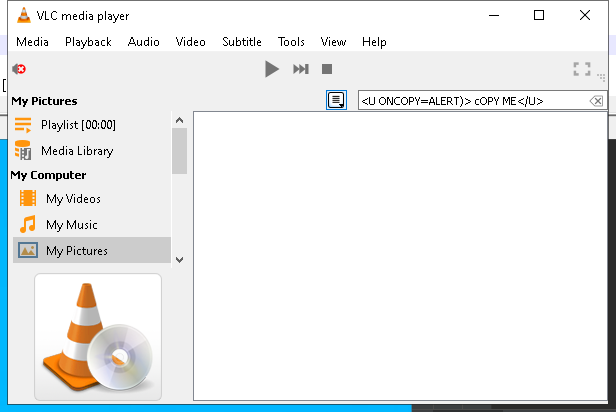 VLC media player
Media Playback Audio Video Subtitle Tools View Help
My Pictures
<U ONCOPY=ALERT)> cOPY ME</U>
Playlist [00:00]
Media Library
My Computer
My Videos
My Music
My Pictures